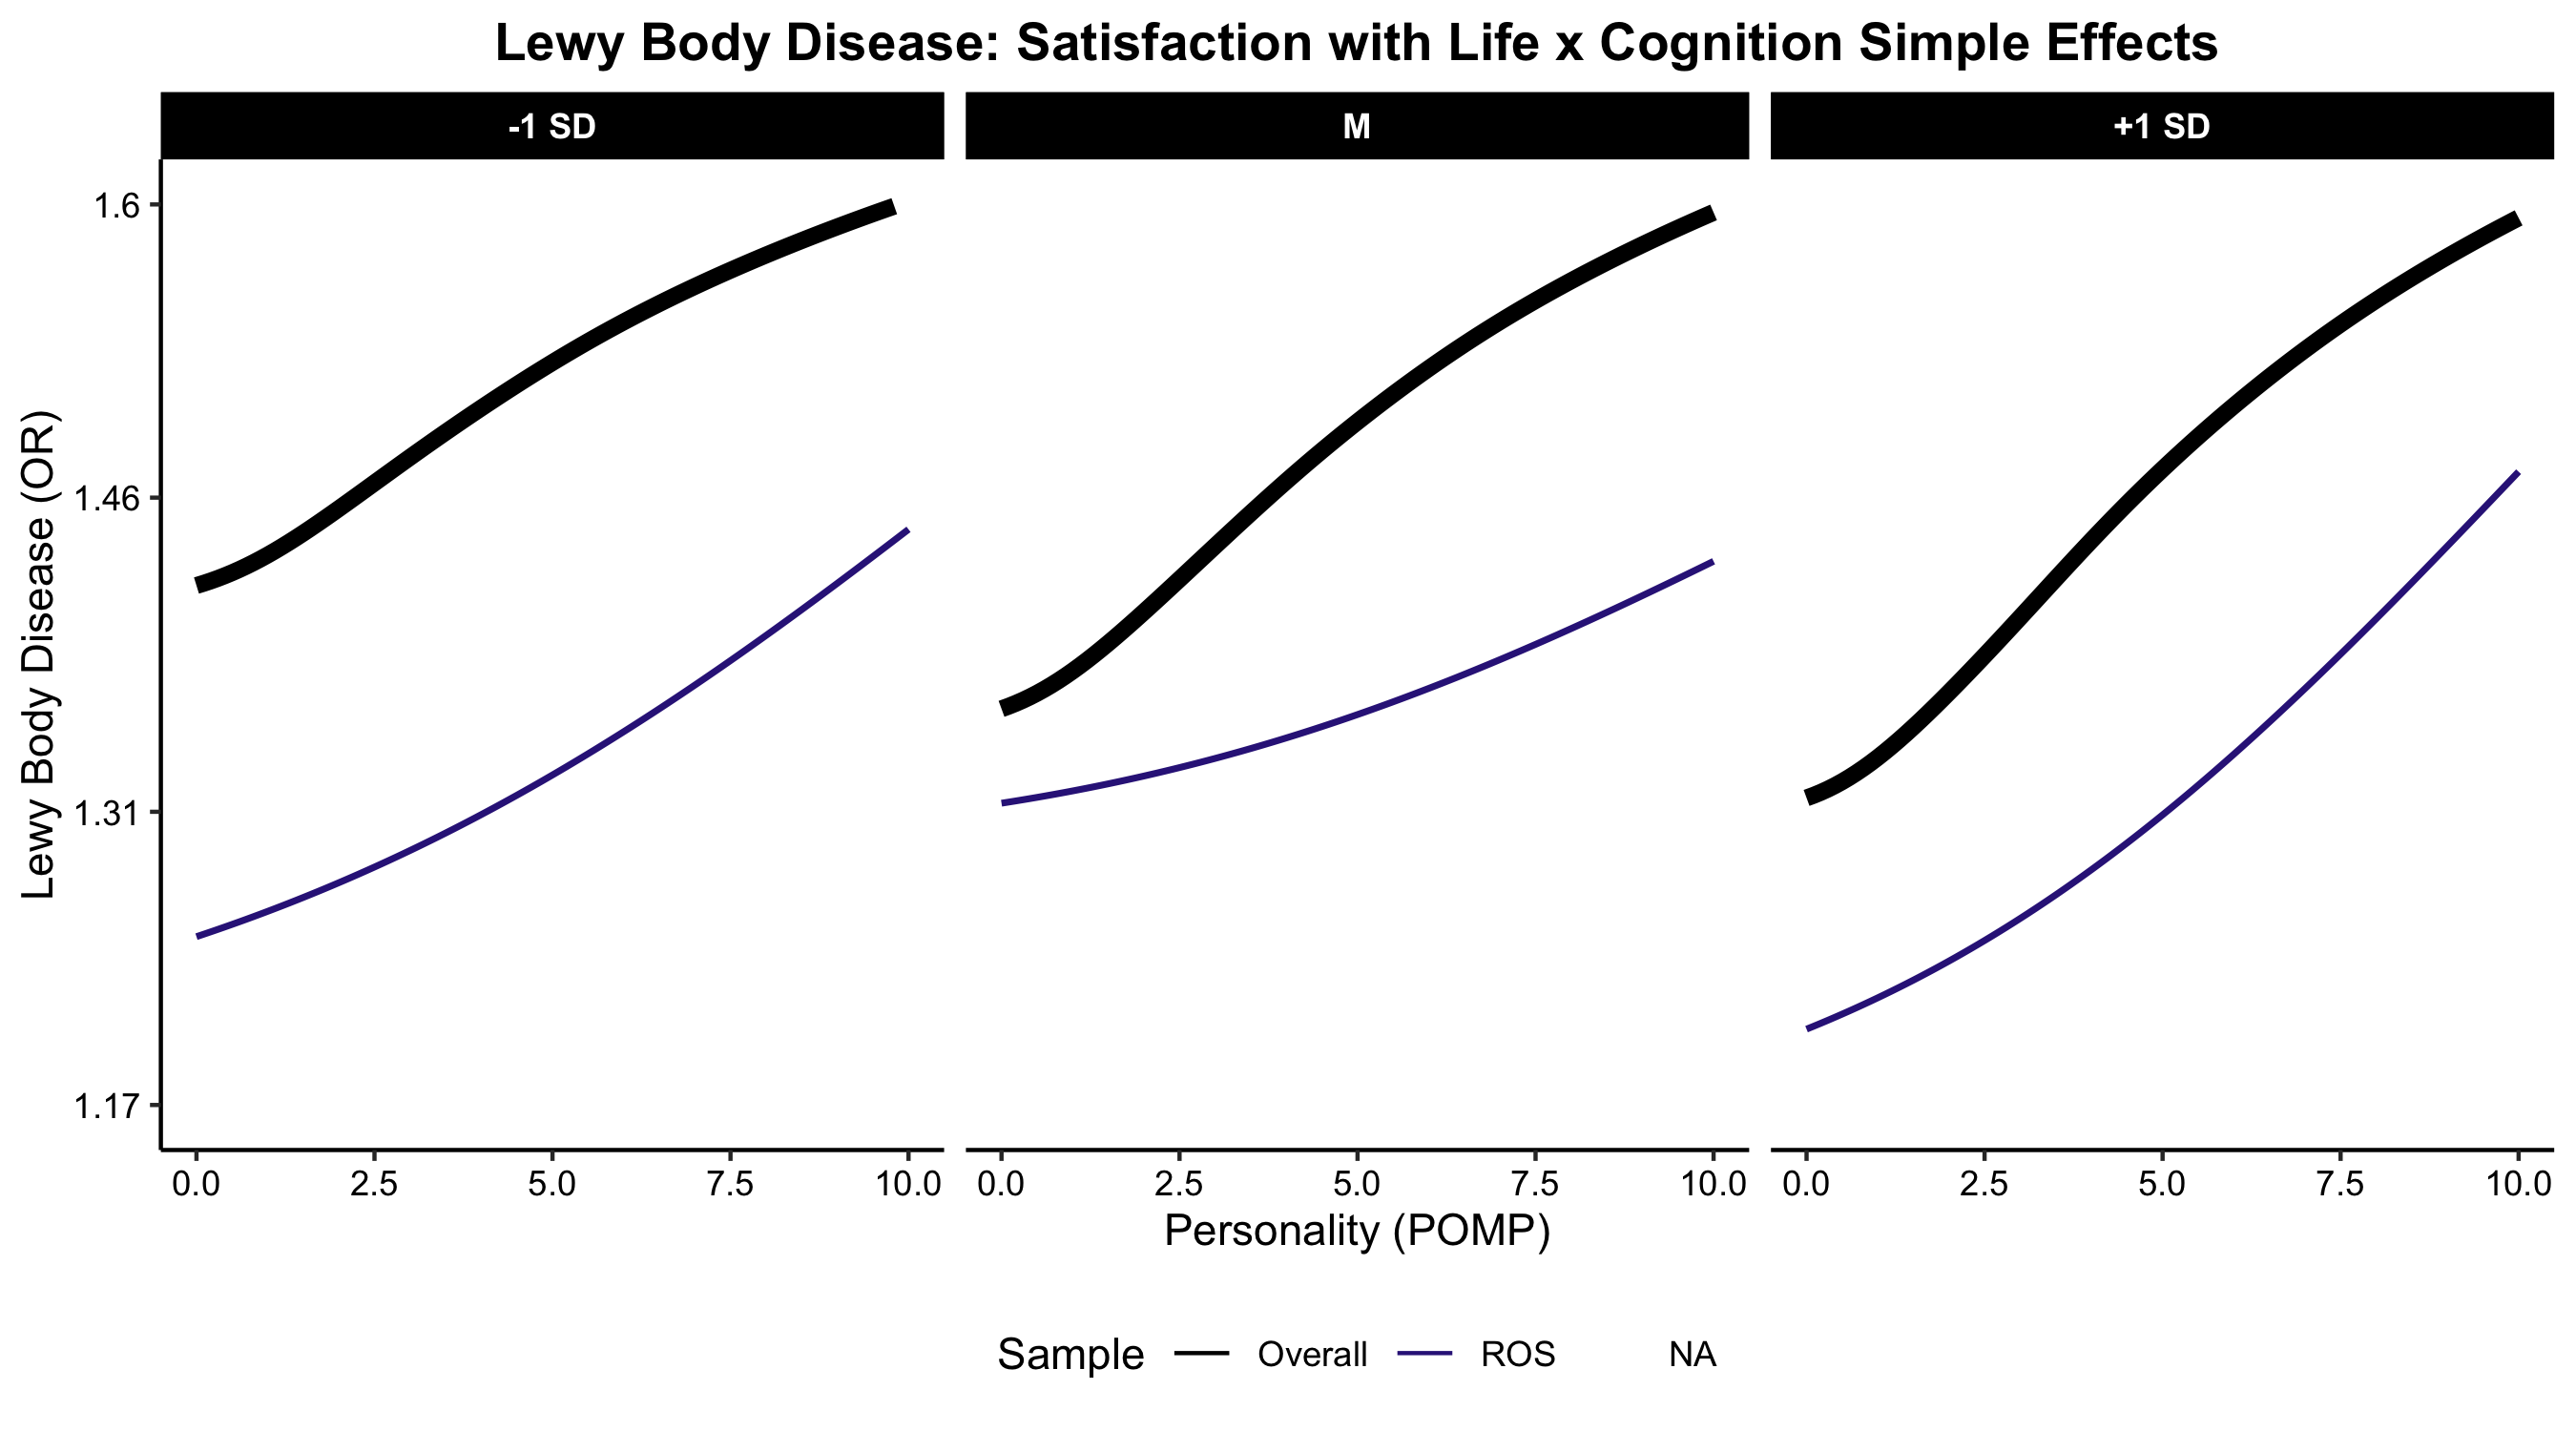 Lewy Body Disease: Satisfaction with Life x Cognition Simple Effects
-1 SD
M
+1 SD
Lewy Body Disease (OR)
1.6
1.46
1.31
1.17
0.0 2.5 5.0 7.5 10.0
0.0 2.5 5.0 7.5 10.0
0.0 2.5 5.0 7.5 10.0
Personality (POMP)
Sample Overall ROS NA